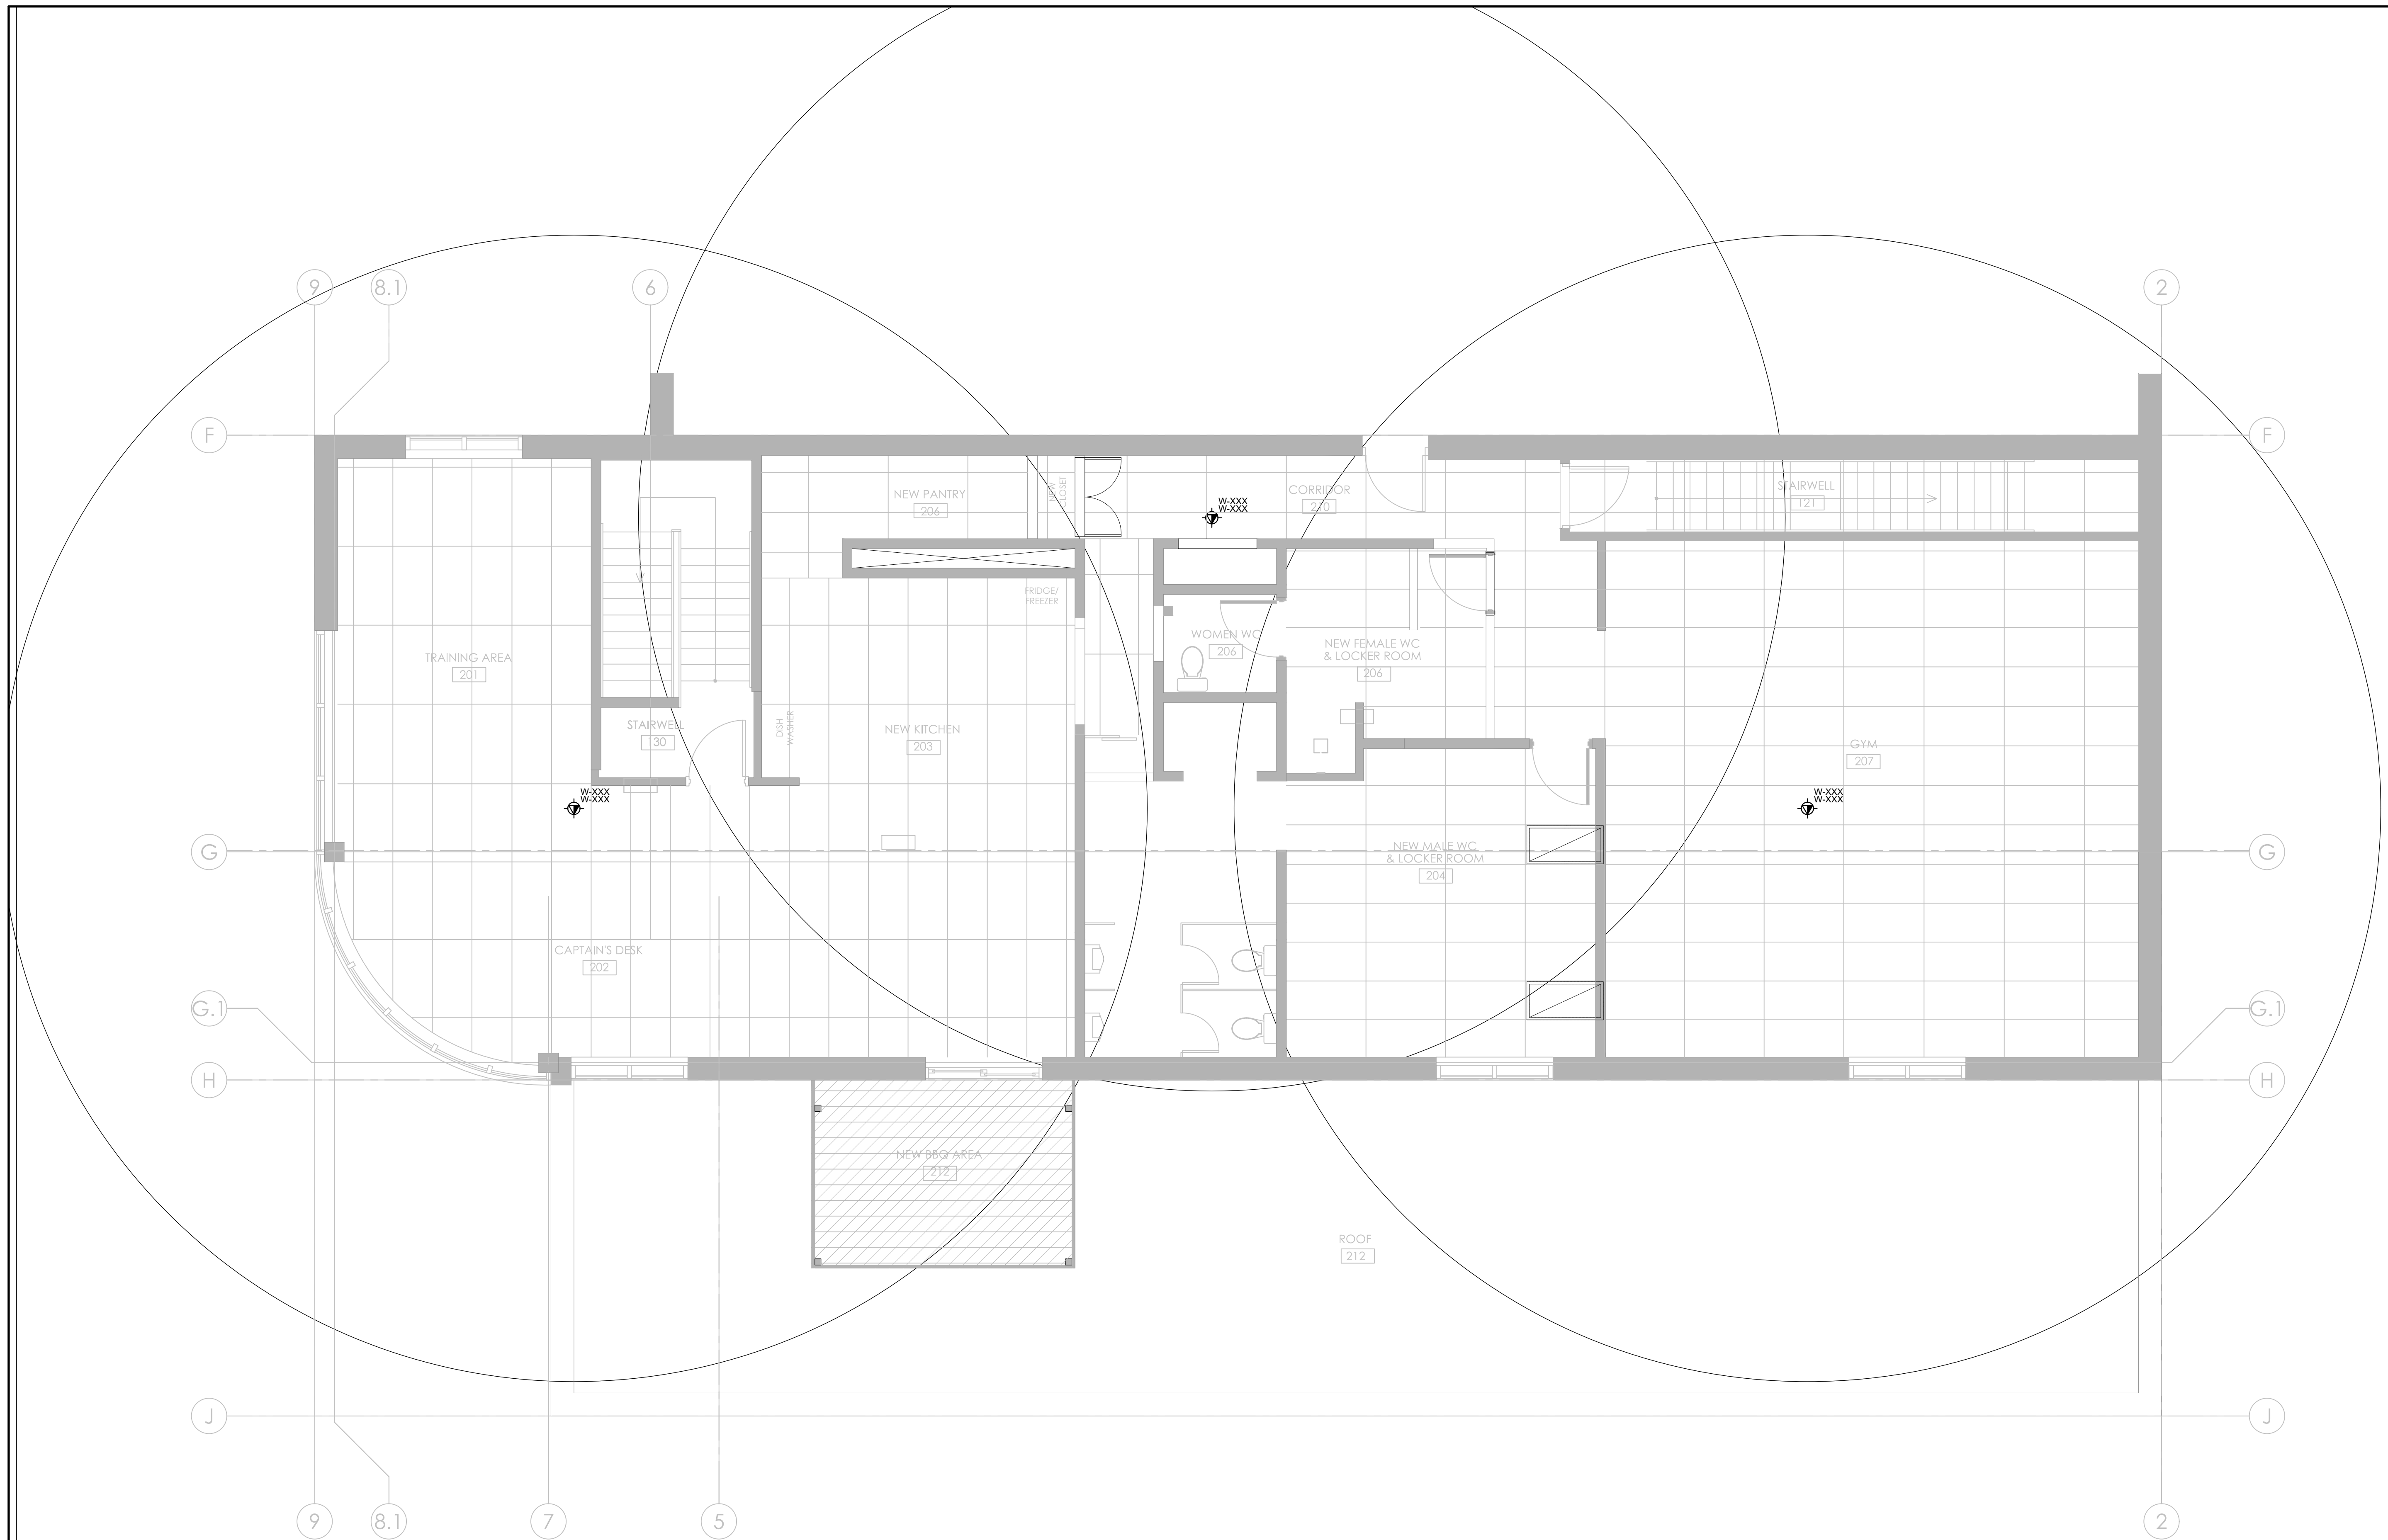 9
8.1
6
2
F
F
NEW PANTRY
206
NEW
CLOSET
W-XXX
W-XXX
CORRIDOR
210
STAIRWELL
121
FRIDGE/
FREEZER
TRAINING AREA
201
WOMEN WC
206
NEW FEMALE WC
& LOCKER ROOM
206
STAIRWELL
130
DISH
WASHER
NEW KITCHEN
203
GYM
207
W-XXX
W-XXX
W-XXX
W-XXX
G
G
NEW MALE WC
& LOCKER ROOM
204
CAPTAIN'S DESK
202
G.1
G.1
H
H
NEW BBQ AREA
212
ROOF
212
J
J
9
8.1
7
5
2